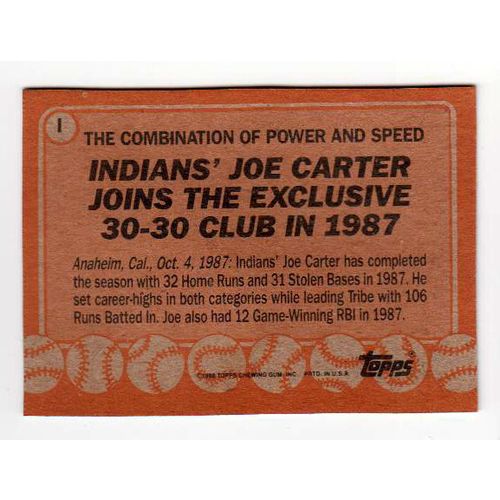 I
THE COMBINATION OF POWER AND SPEED
INDIANS' JOE CARTER
JOINS THE EXCLUSIVE
30-30 CLUB IN 1987
Anaheim, Cal., Oct. 4, 1987: Indians' Joe Carter has completed
the season with 32 Home Runs and 31 Stolen Bases in 1987. He
set career-highs in both categories while leading Tribe with 106
Runs Batted In. Joe also had 12 Game-Winning RBI in 1987.
TOPPS®
©1988 TOPPS CHEWING GUM, INC. PRTD. IN U.S.A.